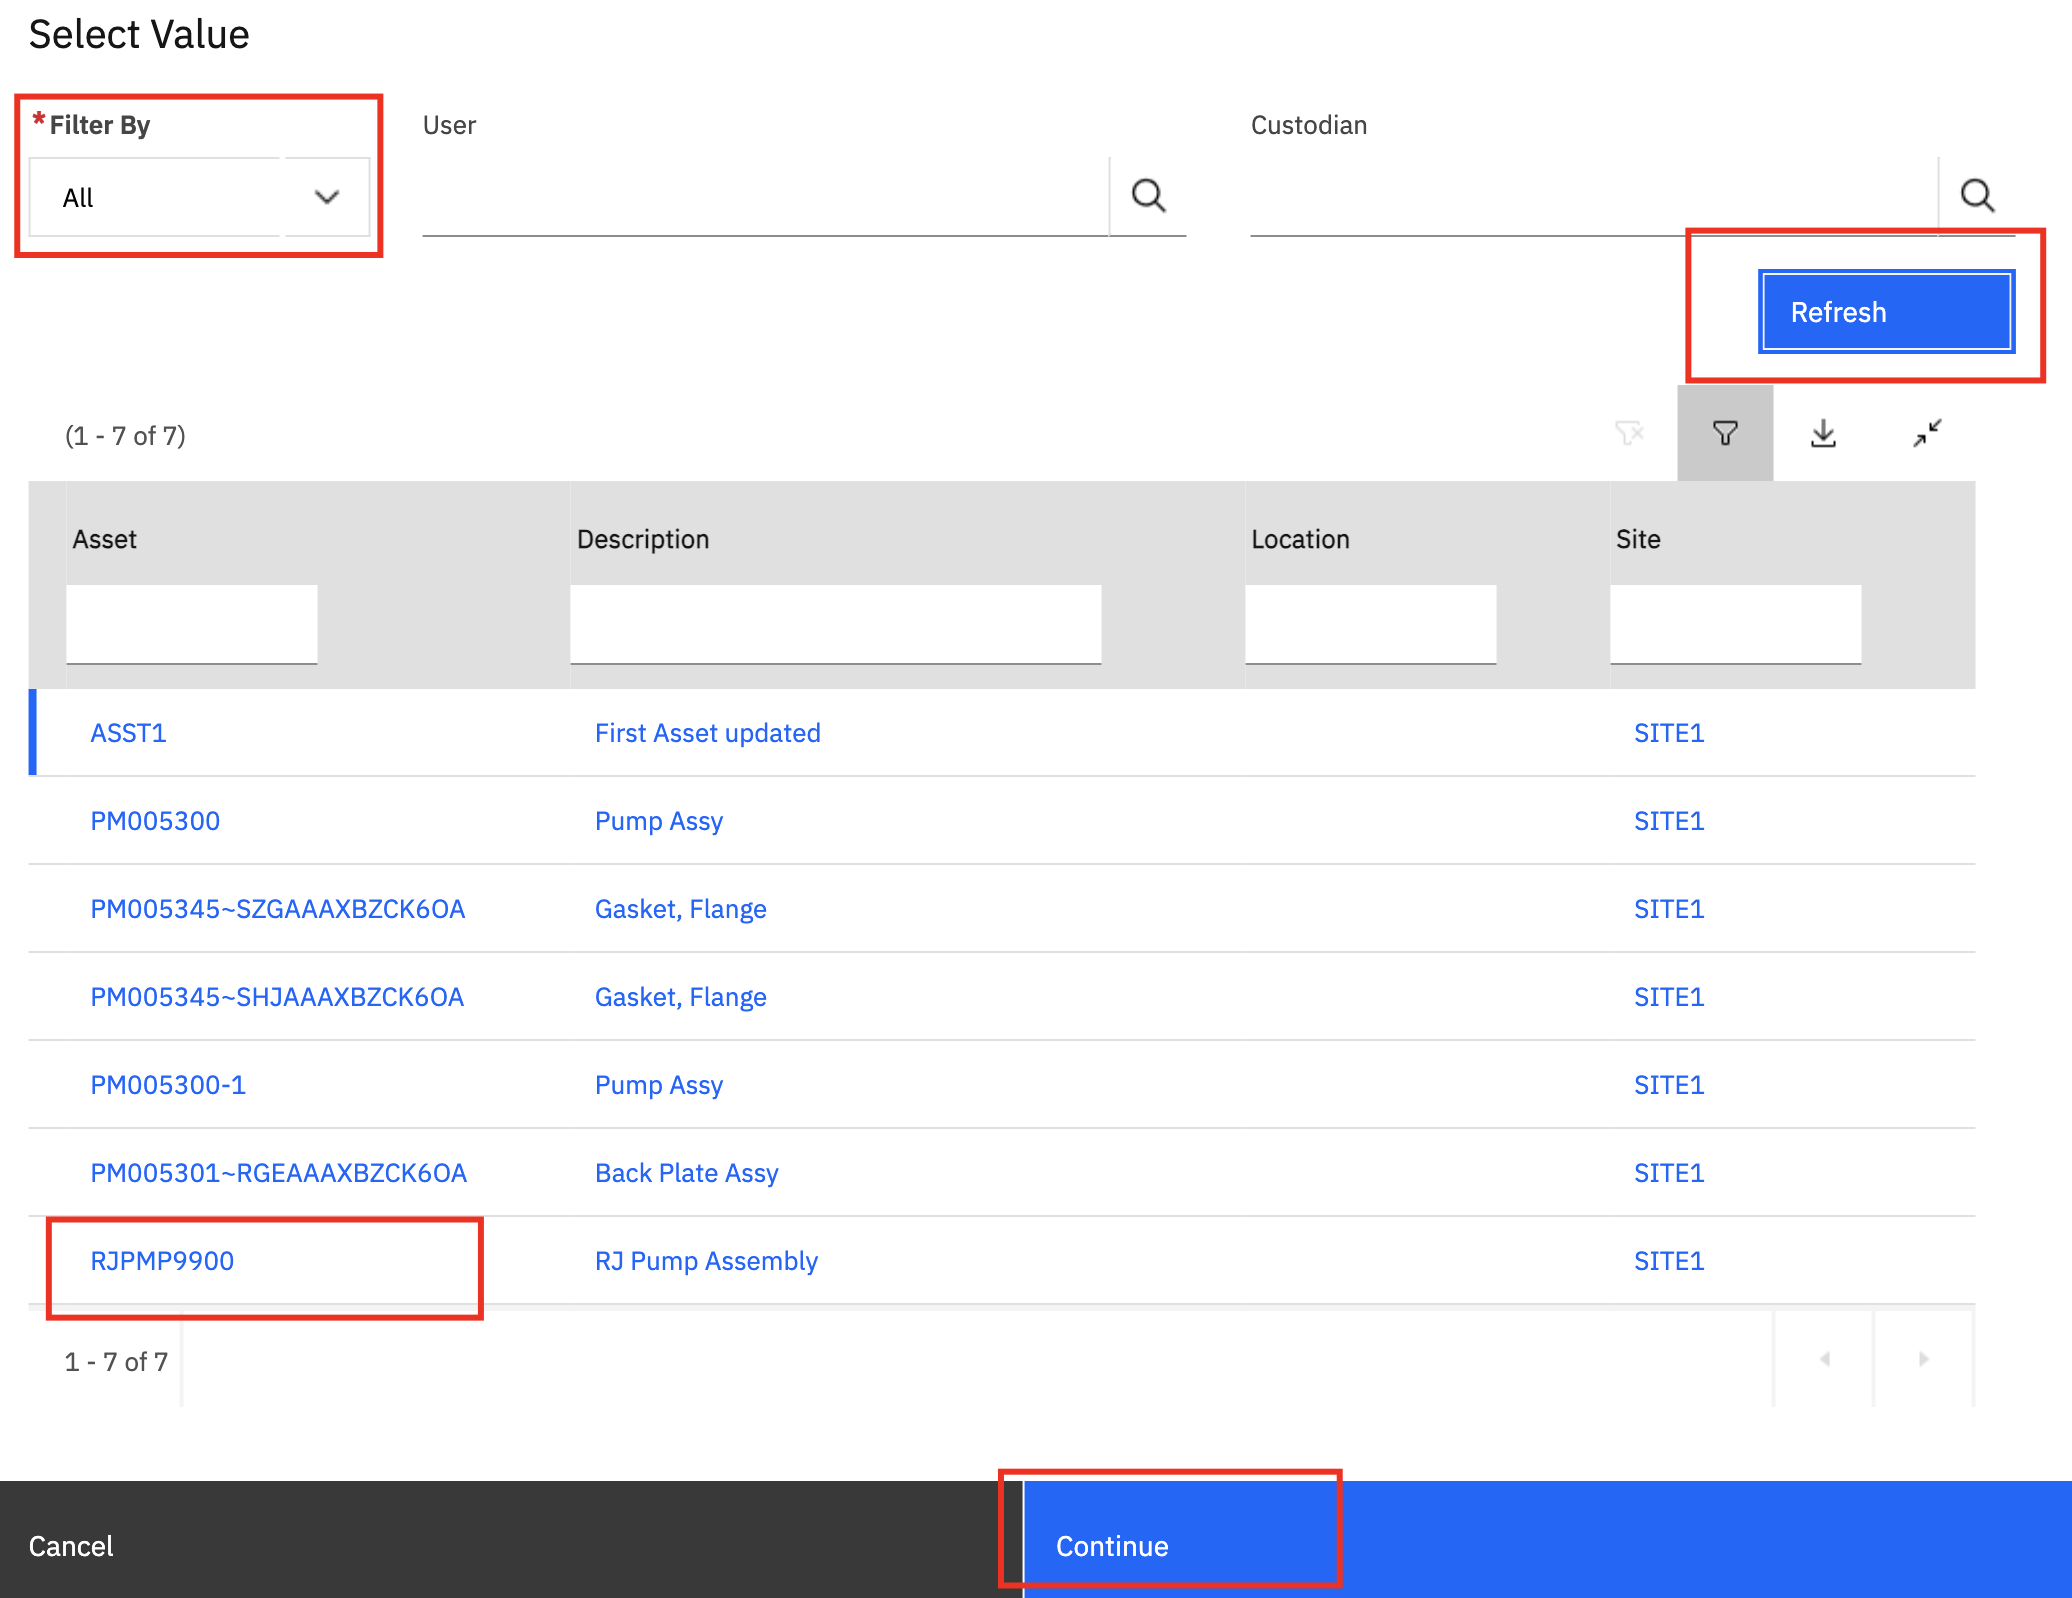 Select Value
* Filter By User Custodian
All
Refresh
(1 - 7 of 7)
Asset Description Location Site
ASST1 First Asset updated SITE1
PM005300 Pump Assy SITE1
PM005345~SZGAAAXBZCK6OA Gasket, Flange SITE1
PM005345~SHJAAAXBZCK6OA Gasket, Flange SITE1
PM005300-1 Pump Assy SITE1
PM005301~RGEAAAXBZCK6OA Back Plate Assy SITE1
RJPMP9900 RJ Pump Assembly SITE1
1 - 7 of 7
Cancel Continue